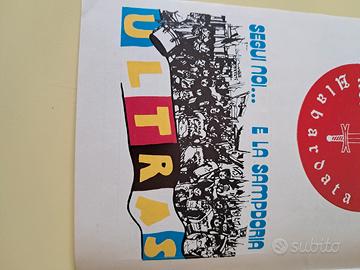 ULTRAS
SEGUI NOI... E LA SAMPDORIA
Alabardata
subito